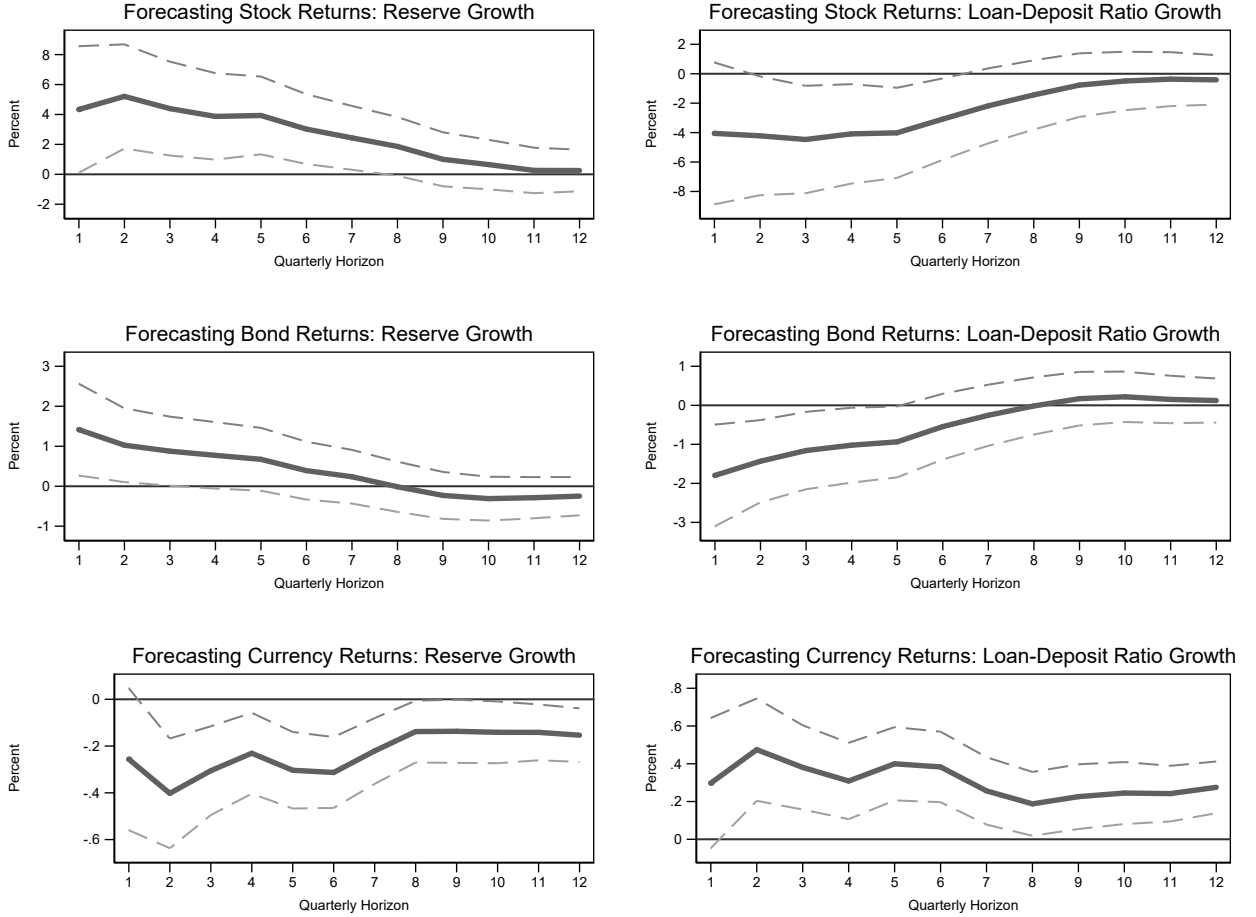 Forecasting Stock Returns: Reserve Growth
Percent
8
6
4
2
0
-2
1 2 3 4 5 6 7 8 9 10 11 12
Quarterly Horizon
Forecasting Stock Returns: Loan-Deposit Ratio Growth
Percent
2
0
-2
-4
-6
-8
1 2 3 4 5 6 7 8 9 10 11 12
Quarterly Horizon
Forecasting Bond Returns: Reserve Growth
Percent
3
2
1
0
-1
1 2 3 4 5 6 7 8 9 10 11 12
Quarterly Horizon
Forecasting Bond Returns: Loan-Deposit Ratio Growth
Percent
1
0
-1
-2
-3
1 2 3 4 5 6 7 8 9 10 11 12
Quarterly Horizon
Forecasting Currency Returns: Reserve Growth
Percent
0
-.2
-.4
-.6
1 2 3 4 5 6 7 8 9 10 11 12
Quarterly Horizon
Forecasting Currency Returns: Loan-Deposit Ratio Growth
Percent
.8
.6
.4
.2
0
1 2 3 4 5 6 7 8 9 10 11 12
Quarterly Horizon